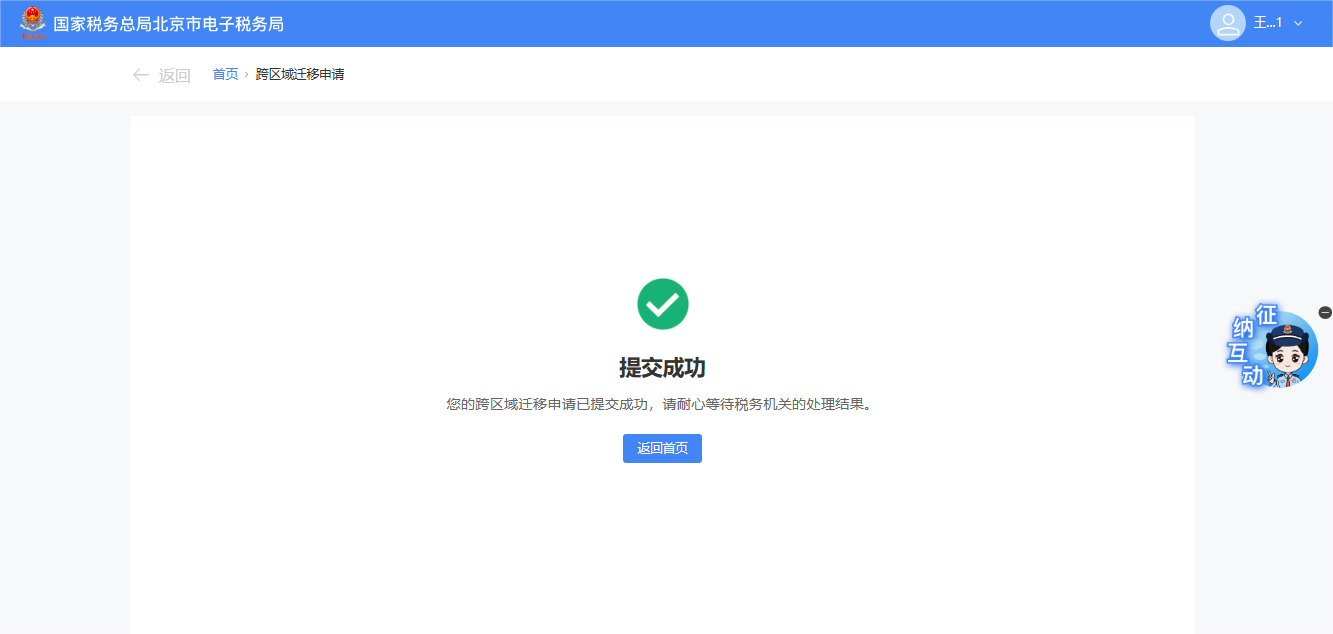 国家税务总局北京市电子税务局
王...1
返回 首页 › 跨区域迁移申请
提交成功
您的跨区域迁移申请已提交成功，请耐心等待税务机关的处理结果。
返回首页
征纳互动